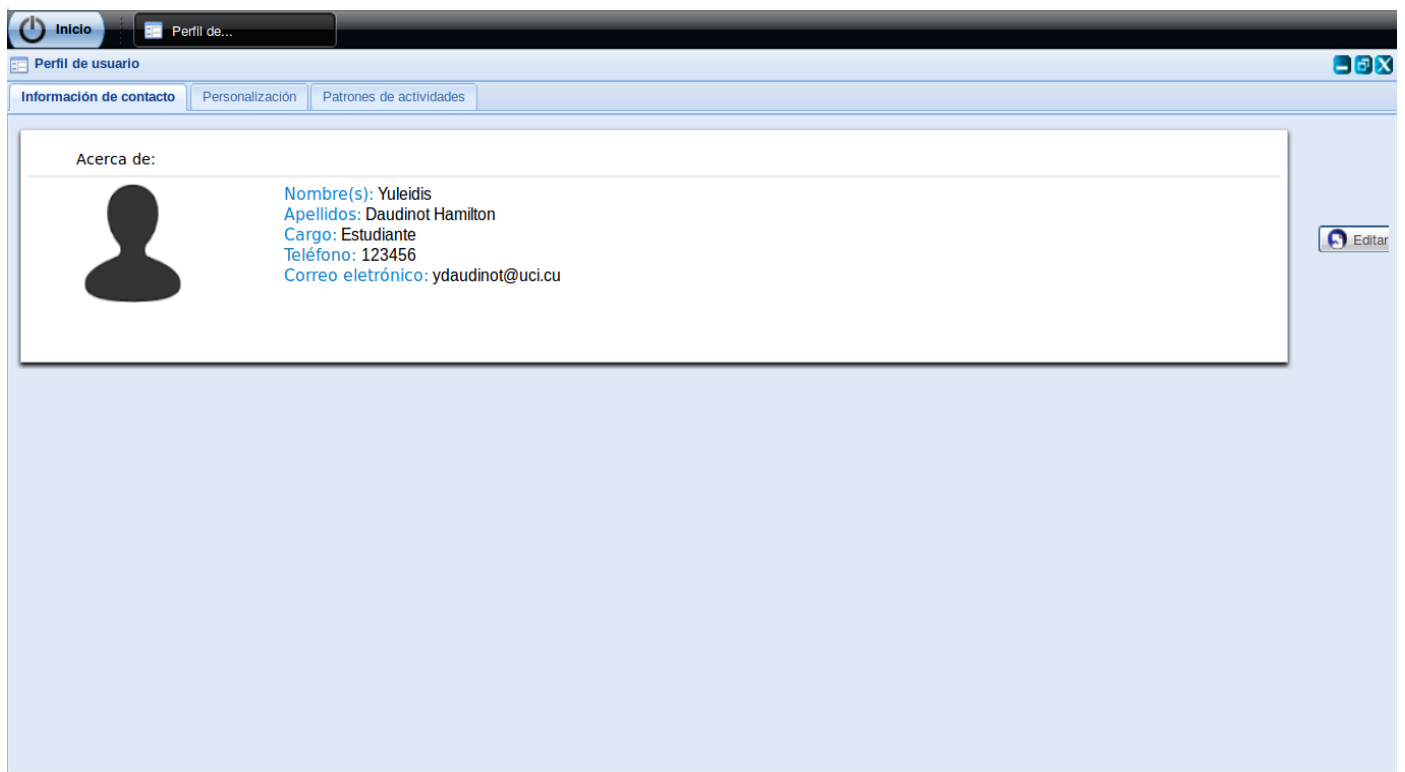 Inicio
Perfil de...
Perfil de usuario
Información de contacto Personalización Patrones de actividades
Acerca de:
Nombre(s): Yuleidis
Apellidos: Daudinot Hamilton
Cargo: Estudiante
Teléfono: 123456
Correo eletrónico: ydaudinot@uci.cu
Editar